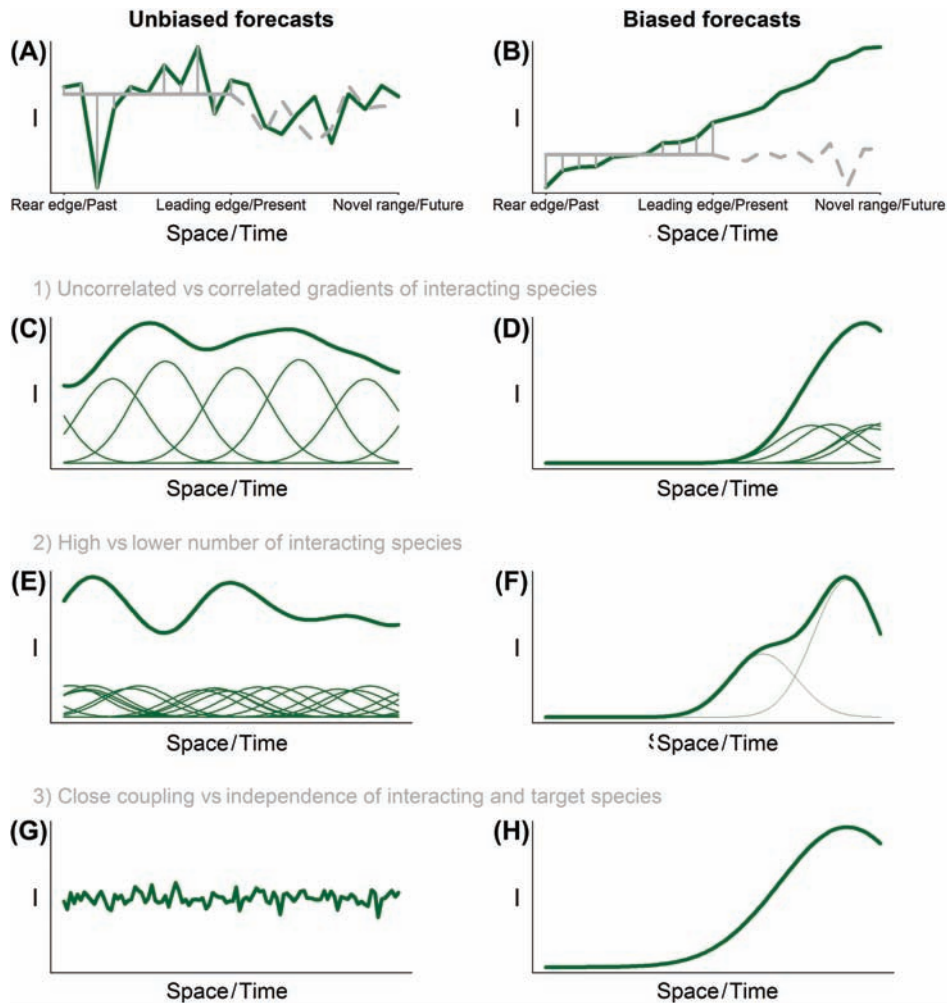 Unbiased forecasts
Biased forecasts
(A)
(B)
I
I
Rear edge/Past
Leading edge/Present
Novel range/Future
Rear edge/Past
Leading edge/Present
Novel range/Future
Space/Time
Space/Time
1) Uncorrelated vs correlated gradients of interacting species
(C)
(D)
I
I
Space/Time
Space/Time
2) High vs lower number of interacting species
(E)
(F)
I
I
Space/Time
Space/Time
3) Close coupling vs independence of interacting and target species
(G)
(H)
I
I
Space/Time
Space/Time